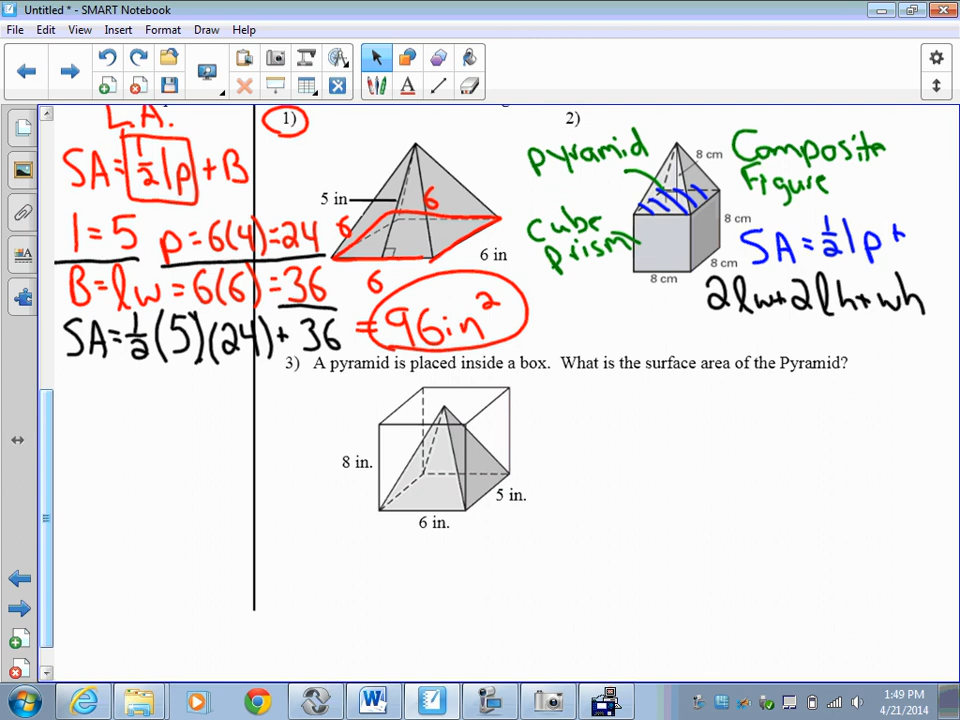 Untitled * - SMART Notebook
File Edit View Insert Format Draw Help
L.A.
SA = 1/2 lp + B
l = 5 p = 6(4) = 24
B = lw = 6(6) = 36
SA = 1/2 (5)(24) + 36 = 96in²
1)
5 in
6
6
6
6 in
2)
pyramid
Cube
prism
Composite
Figure
8 cm
8 cm
8 cm
8 cm
SA = 1/2 lp +
2lw + 2lh + wh
3) A pyramid is placed inside a box. What is the surface area of the Pyramid?
8 in.
5 in.
6 in.
1:49 PM
4/21/2014